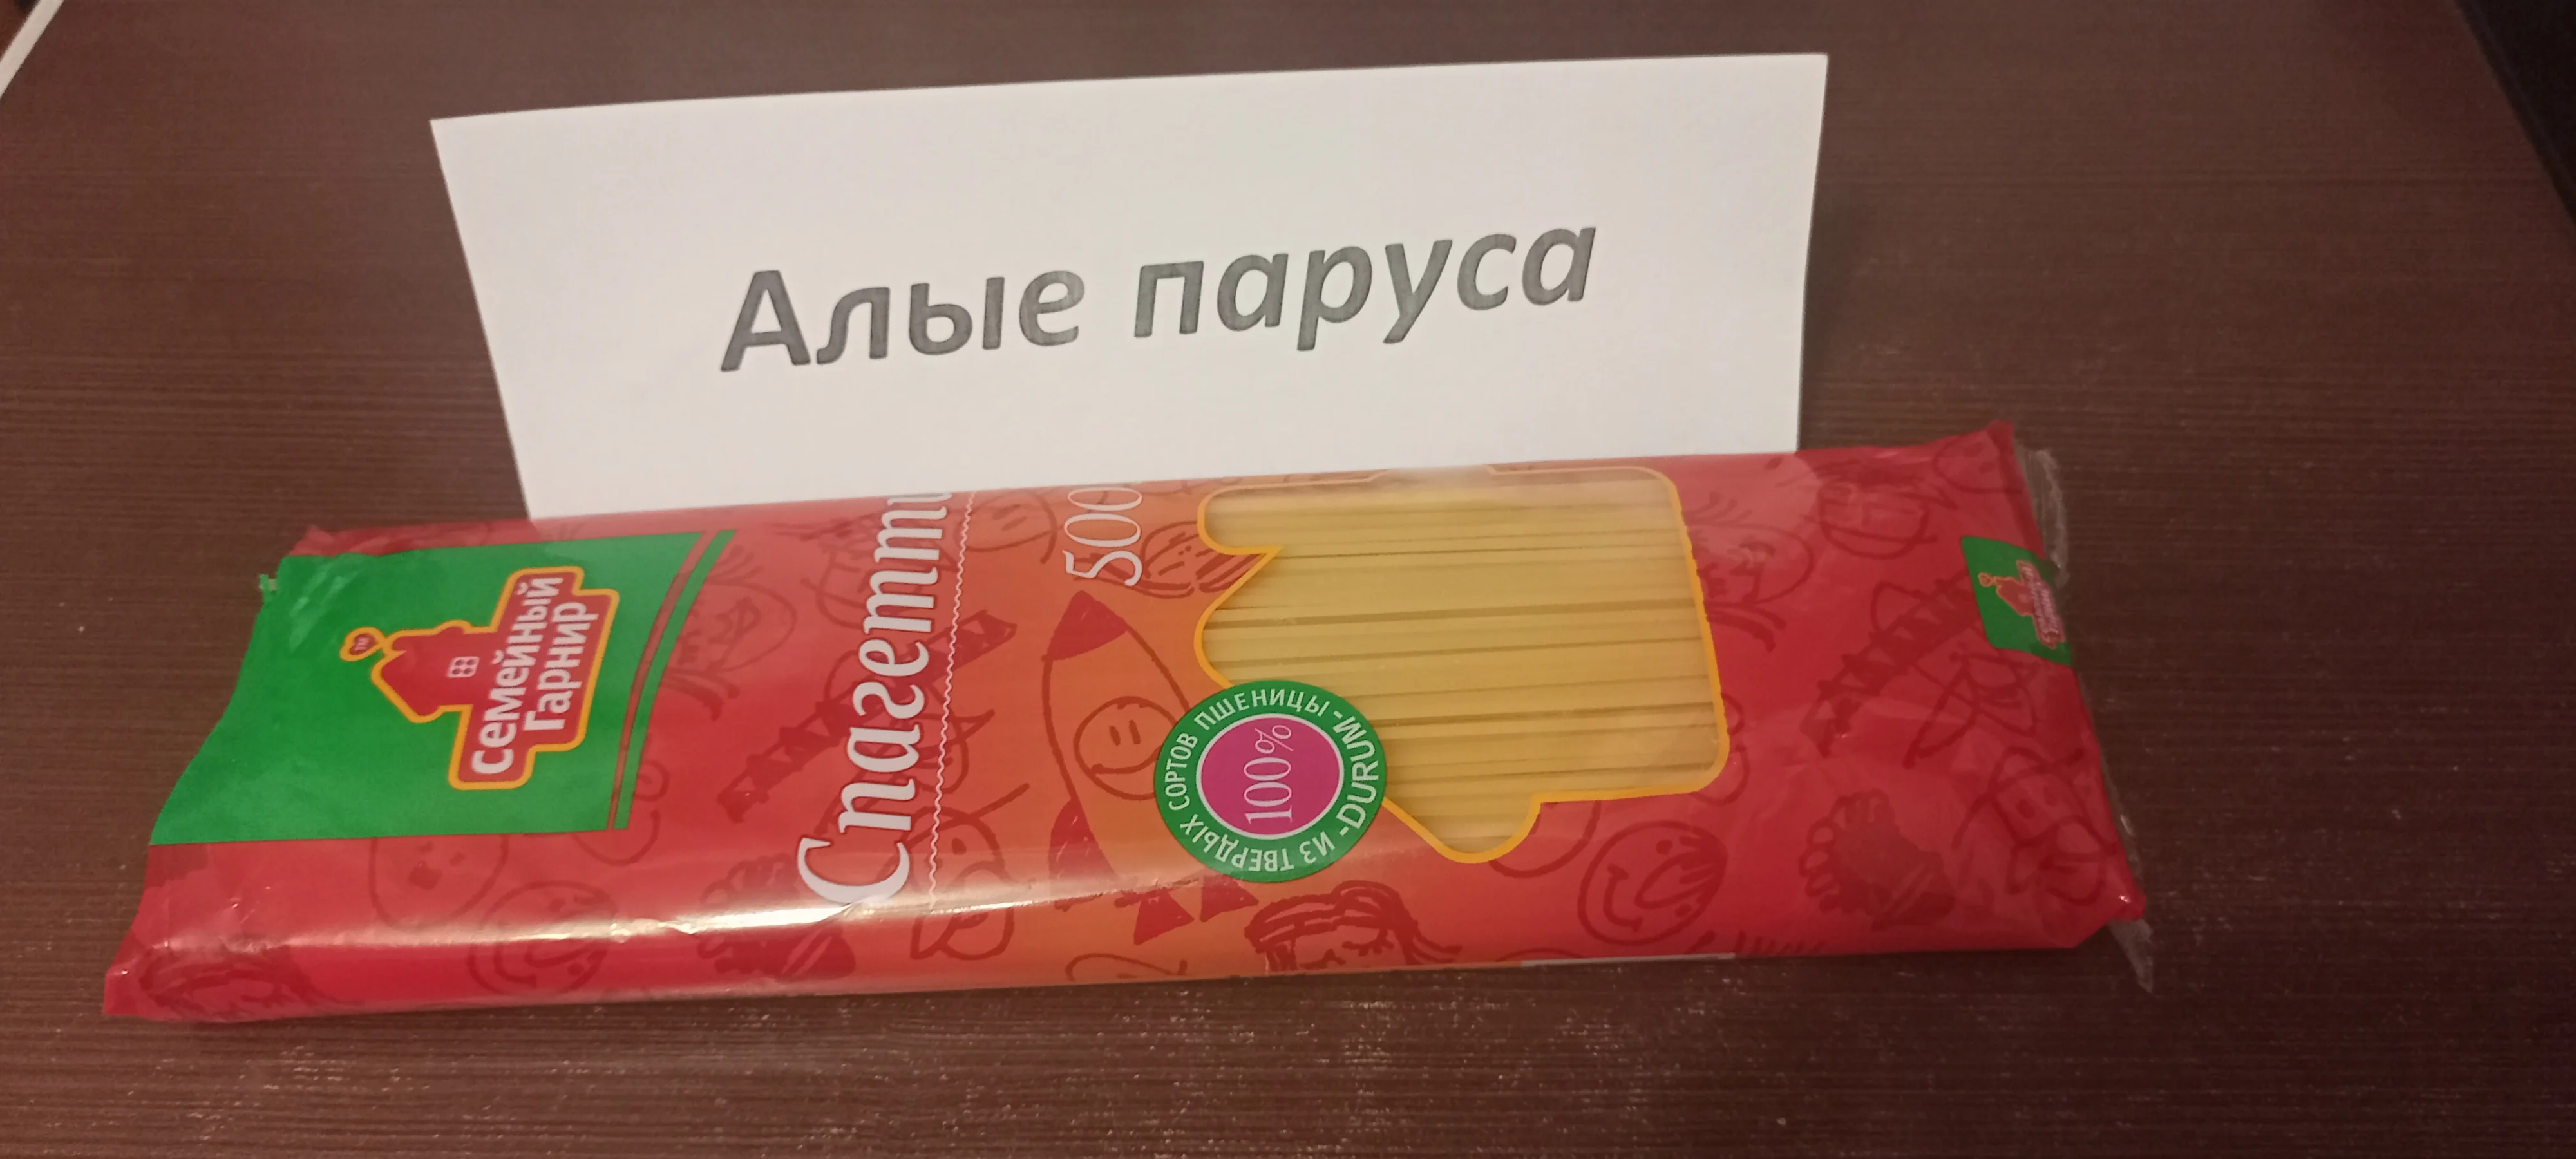 Алые паруса
семейный
Гарнир
Спагетти
500
100%
ИЗ ТВЕРДЫХ СОРТОВ ПШЕНИЦЫ -DURUM-